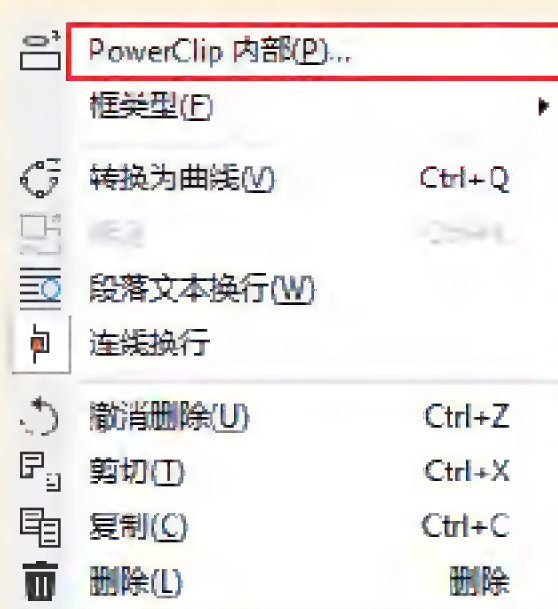 PowerClip 内部(P)...
框类型(F)
转换为曲线(V) Ctrl+Q
段落文本换行(W)
连线换行
撤消删除(U) Ctrl+Z
剪切(T) Ctrl+X
复制(C) Ctrl+C
删除(L) 删除